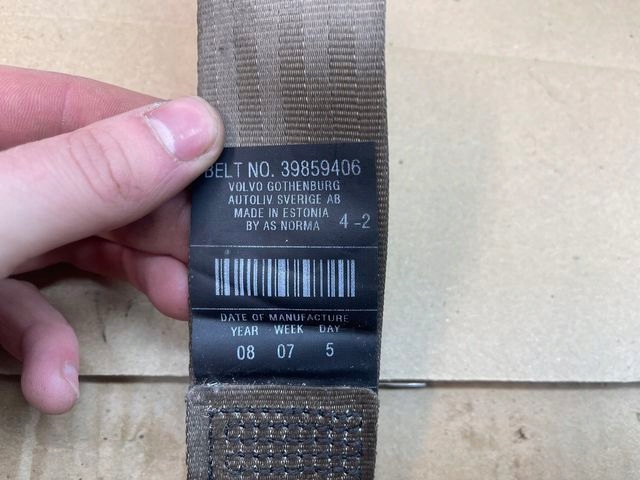 BELT NO. 39859406
VOLVO GOTHENBURG
AUTOLIV SVERIGE AB
MADE IN ESTONIA
BY AS NORMA 4-2
DATE OF MANUFACTURE
YEAR WEEK DAY
08 07 5